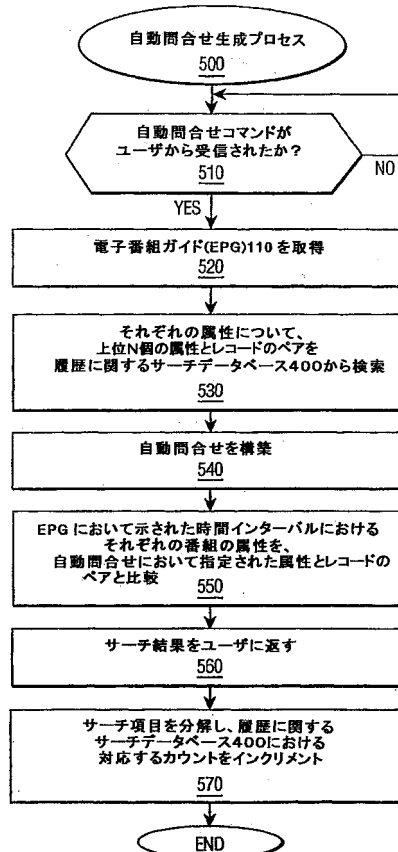 自動問合せ生成プロセス
500
自動問合せコマンドが
ユーザから受信されたか?
510
NO
YES
電子番組ガイド(EPG)110を取得
520
それぞれの属性について、
上位N個の属性とレコードのペアを
履歴に関するサーチデータベース400から検索
530
自動問合せを構築
540
EPGにおいて示された時間インターバルにおける
それぞれの番組の属性を、
自動問合せにおいて指定された属性とレコードの
ペアと比較
550
サーチ結果をユーザに返す
560
サーチ項目を分解し、履歴に関する
サーチデータベース400における
対応するカウントをインクリメント
570
END